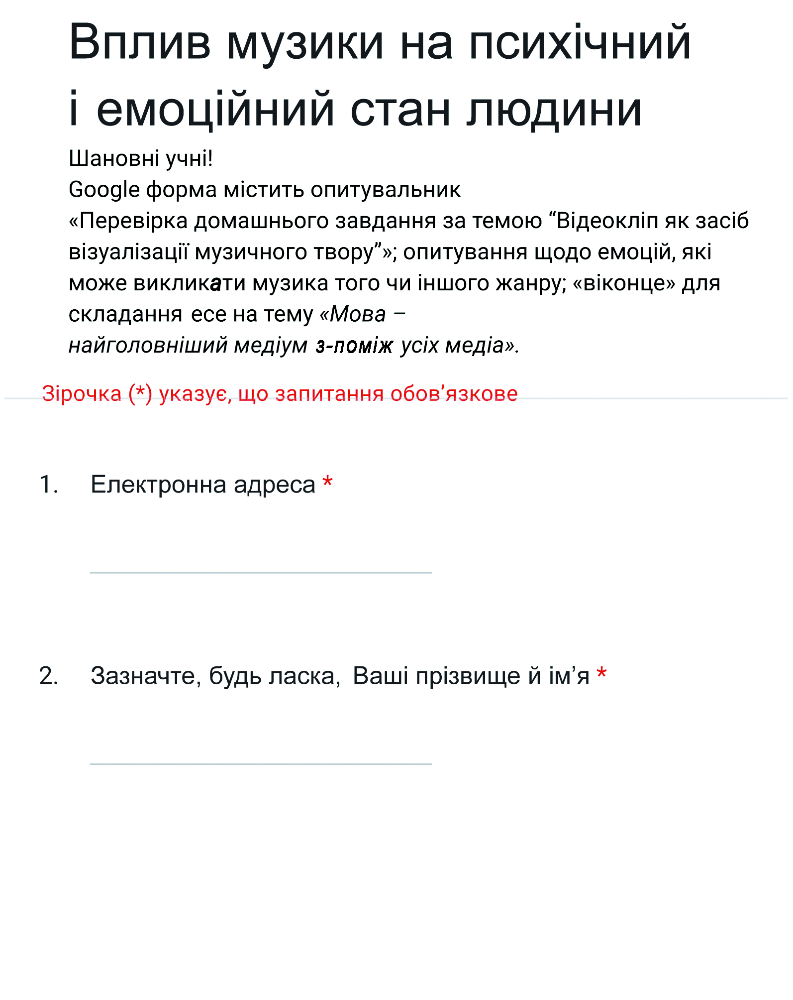 Вплив музики на психічний
і емоційний стан людини
Шановні учні!
Google форма містить опитувальник
«Перевірка домашнього завдання за темою “Відеокліп як засіб
візуалізації музичного твору”»; опитування щодо емоцій, які
може викликати музика того чи іншого жанру; «віконце» для
складання есе на тему «Мова –
найголовніший медіум з-поміж усіх медіа».
Зірочка (*) указує, що запитання обов’язкове
1. Електронна адреса *
2. Зазначте, будь ласка, Ваші прізвище й ім’я *